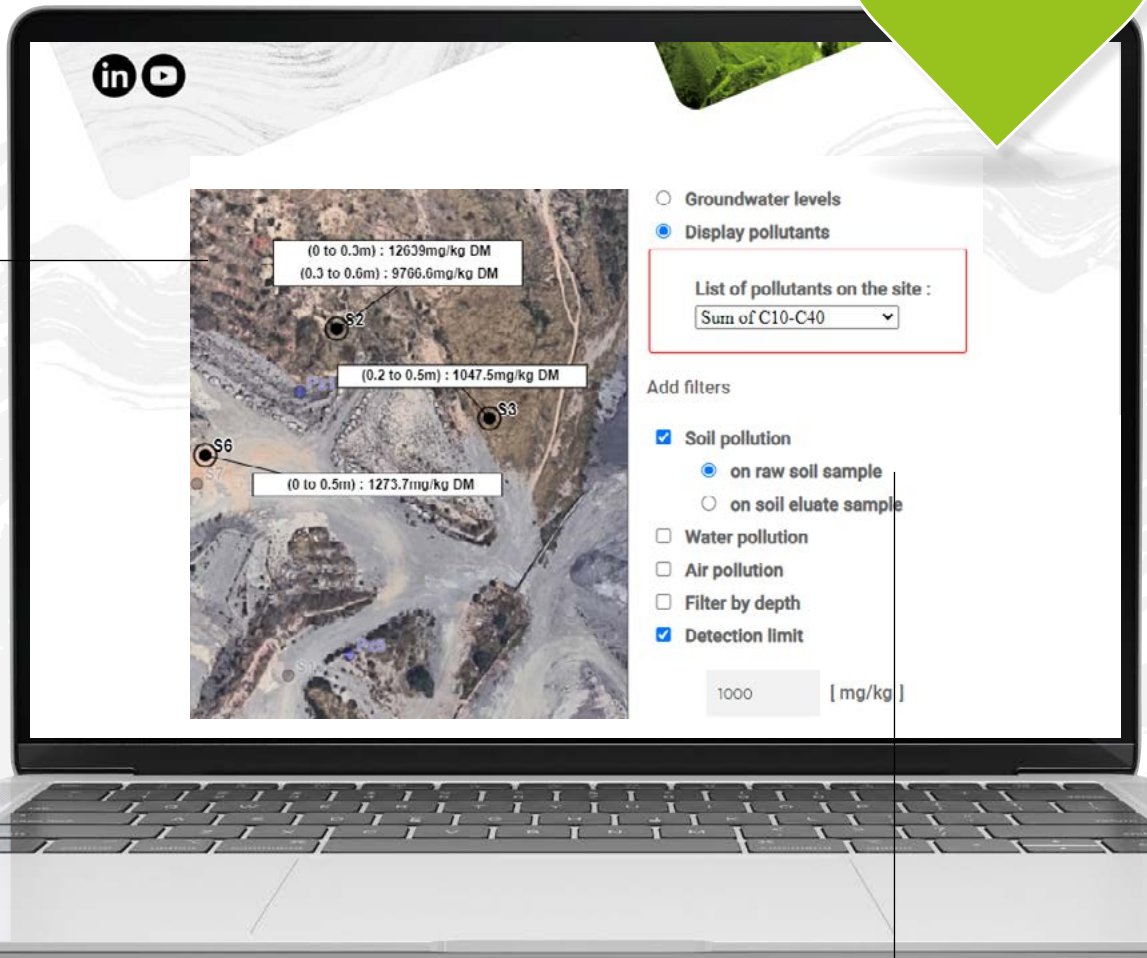 in
(0 to 0.3m) : 12639mg/kg DM
(0.3 to 0.6m) : 9766.6mg/kg DM
S2
(0.2 to 0.5m) : 1047.5mg/kg DM
S3
S6
S7
(0 to 0.5m) : 1273.7mg/kg DM
Groundwater levels
Display pollutants
List of pollutants on the site :
Sum of C10-C40
Add filters
Soil pollution
on raw soil sample
on soil eluate sample
Water pollution
Air pollution
Filter by depth
Detection limit
1000 [ mg/kg ]